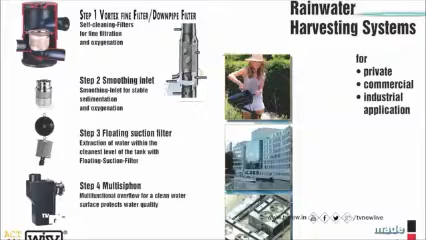 Step 1 Vortex fine Filter/Downpipe Filter
Self-cleaning-Filters
for fine filtration
and oxygenation
Rainwater
Harvesting Systems
for
• private
• commercial
• industrial
application
Step 2 Smoothing inlet
Smoothing-Inlet for stable
sedimentation
and oxygenation
Step 3 Floating suction filter
Extraction of water within the
cleanest level of the tank with
Floating-Suction-Filter
Step 4 Multisiphon
Multifunctional overflow for a clean water
surface protects water quality
/tvnowlive
ACT
wisy
made